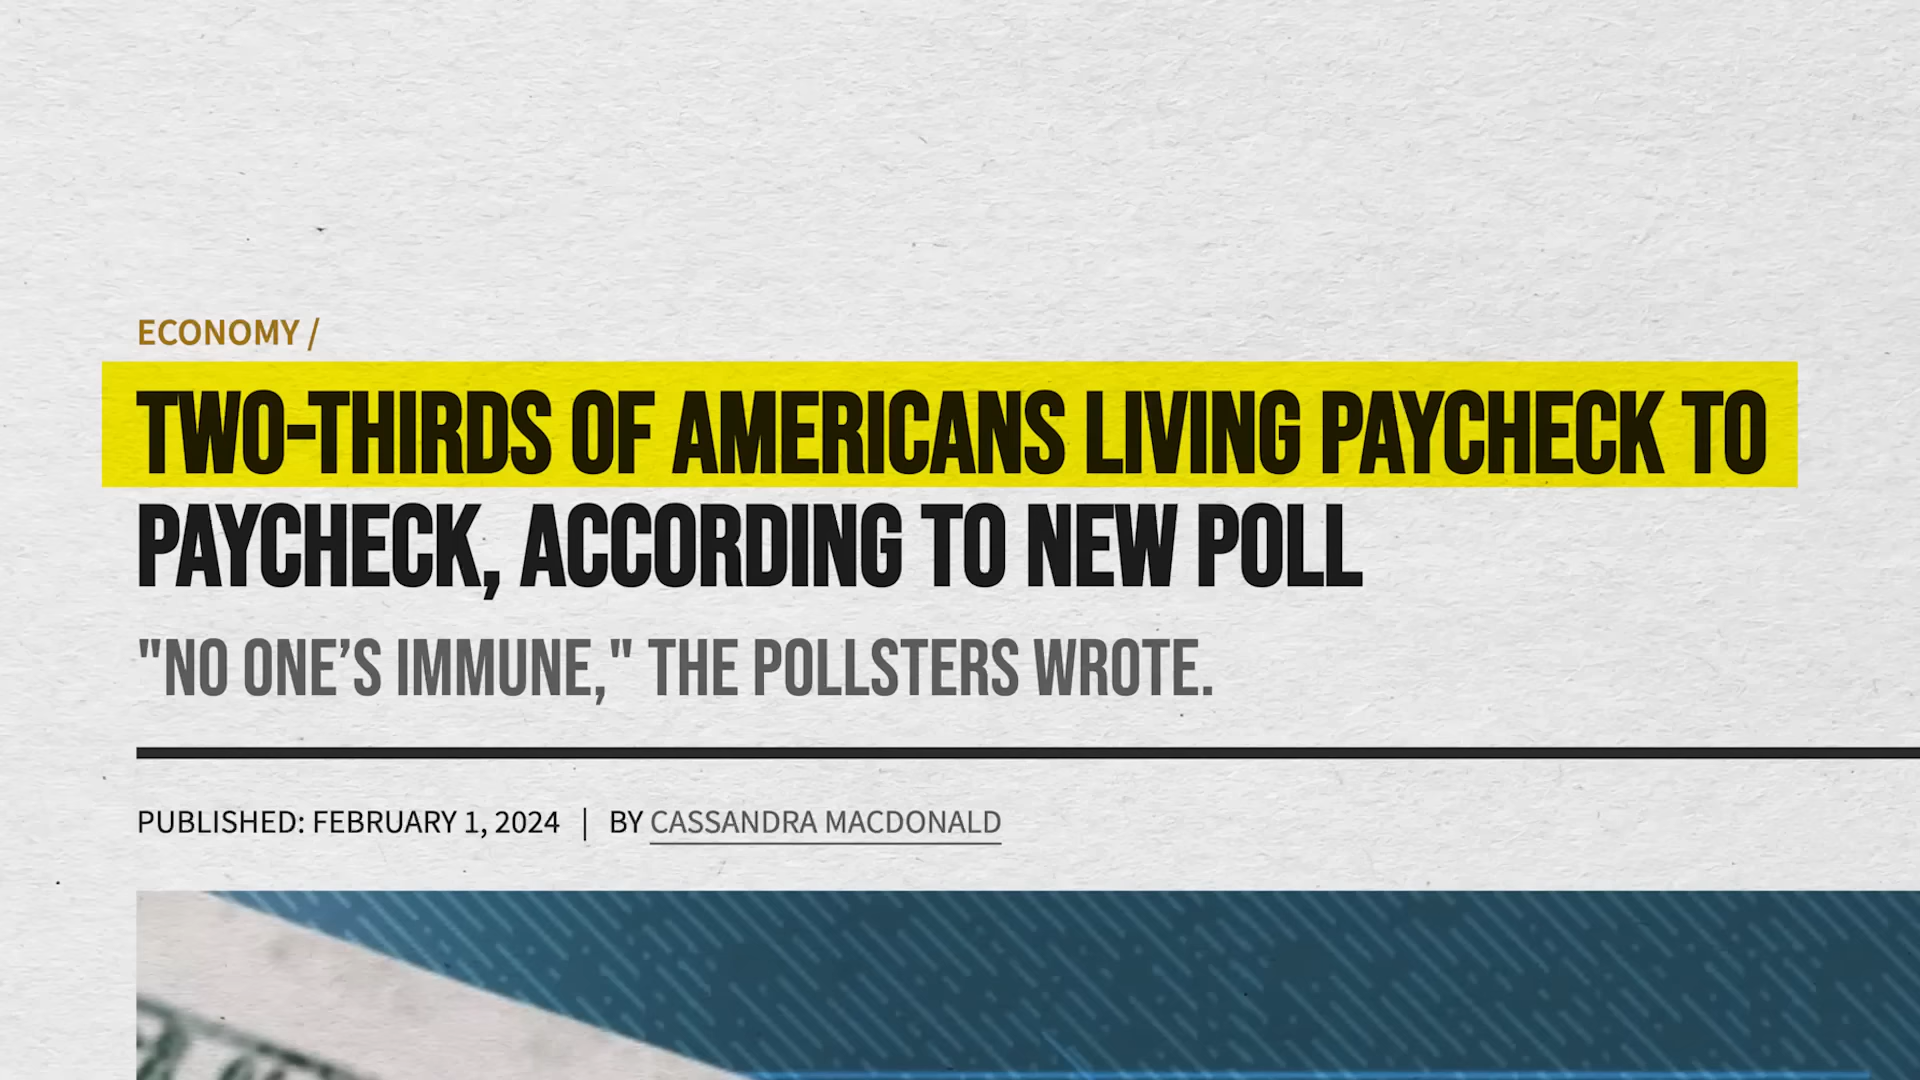 ECONOMY /
TWO-THIRDS OF AMERICANS LIVING PAYCHECK TO
PAYCHECK, ACCORDING TO NEW POLL
"NO ONE’S IMMUNE," THE POLLSTERS WROTE.
PUBLISHED: FEBRUARY 1, 2024 | BY CASSANDRA MACDONALD